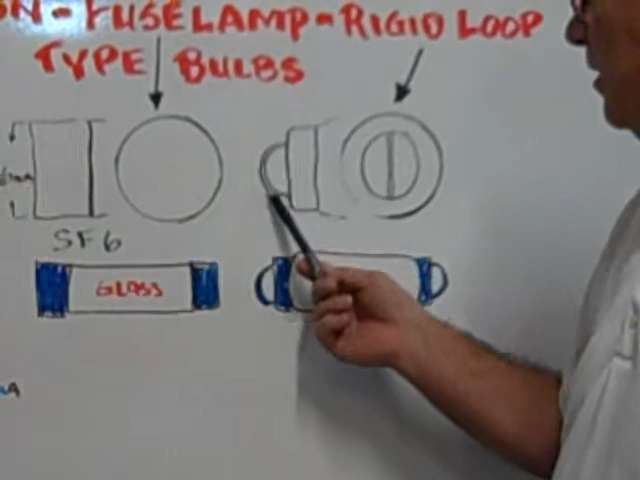 - FUSE LAMP - RIGID LOOP
TYPE BULBS
SF6
GLASS